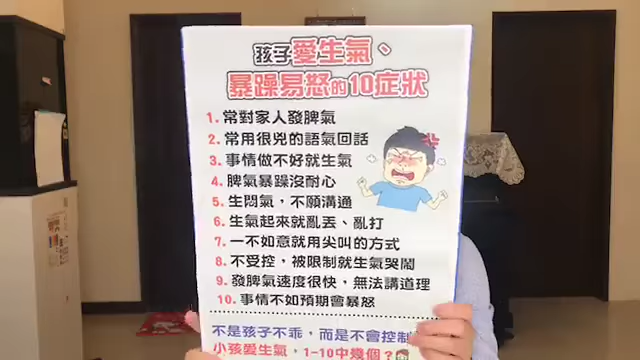 孩子愛生氣、
暴躁易怒的10症狀
1. 常對家人發脾氣
2. 常用很兇的語氣回話
3. 事情做不好就生氣
4. 脾氣暴躁沒耐心
5. 生悶氣，不願溝通
6. 生氣起來就亂丟、亂打
7. 一不如意就用尖叫的方式
8. 不受控，被限制就生氣哭鬧
9. 發脾氣速度很快，無法講道理
10. 事情不如預期會暴怒
不是孩子不乖，而是不會控制
小孩愛生氣，1-10中幾個？